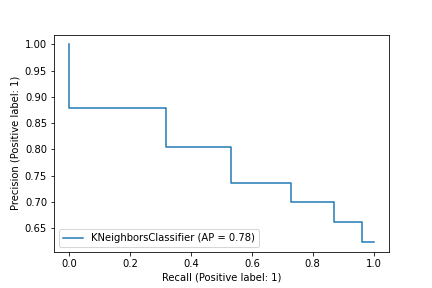 1.00
0.95
0.90
0.85
0.80
0.75
0.70
0.65
Precision (Positive label: 1)
KNeighborsClassifier (AP = 0.78)
0.0 0.2 0.4 0.6 0.8 1.0
Recall (Positive label: 1)